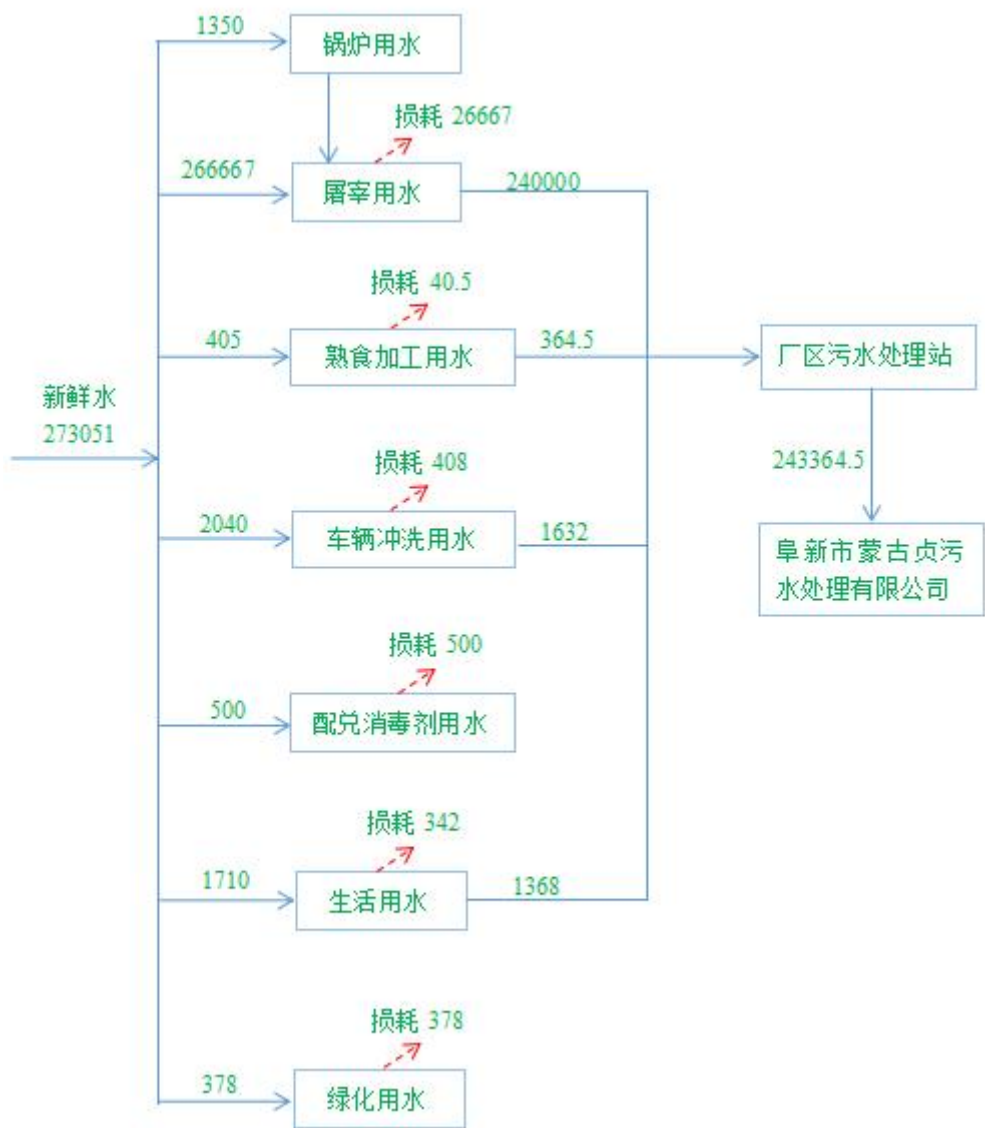 1350
锅炉用水
损耗 26667
266667
屠宰用水
240000
损耗 40.5
405
熟食加工用水
364.5
厂区污水处理站
新鲜水
273051
损耗 408
243364.5
2040
车辆冲洗用水
1632
阜新市蒙古贞污
水处理有限公司
损耗 500
500
配兑消毒剂用水
损耗 342
1710
生活用水
1368
损耗 378
378
绿化用水